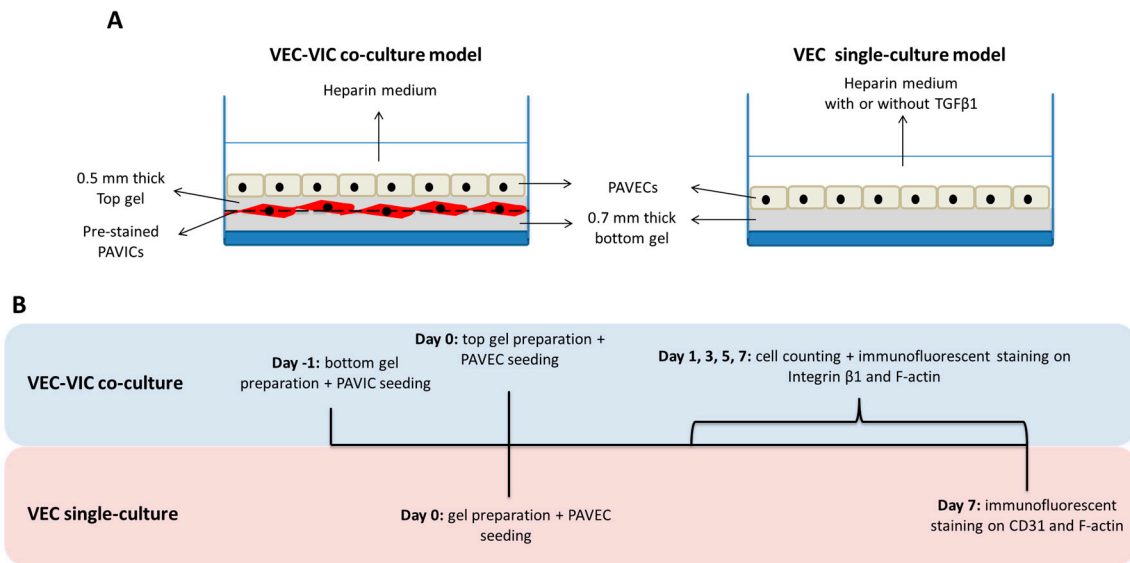 A
VEC-VIC co-culture model
Heparin medium
0.5 mm thick
Top gel
Pre-stained
PAVICs
PAVECs
0.7 mm thick
bottom gel
VEC single-culture model
Heparin medium
with or without TGFβ1
B
VEC-VIC co-culture
Day -1: bottom gel
preparation + PAVIC seeding
Day 0: top gel preparation +
PAVEC seeding
Day 1, 3, 5, 7: cell counting + immunofluorescent staining on
Integrin β1 and F-actin
VEC single-culture
Day 0: gel preparation + PAVEC
seeding
Day 7: immunofluorescent
staining on CD31 and F-actin